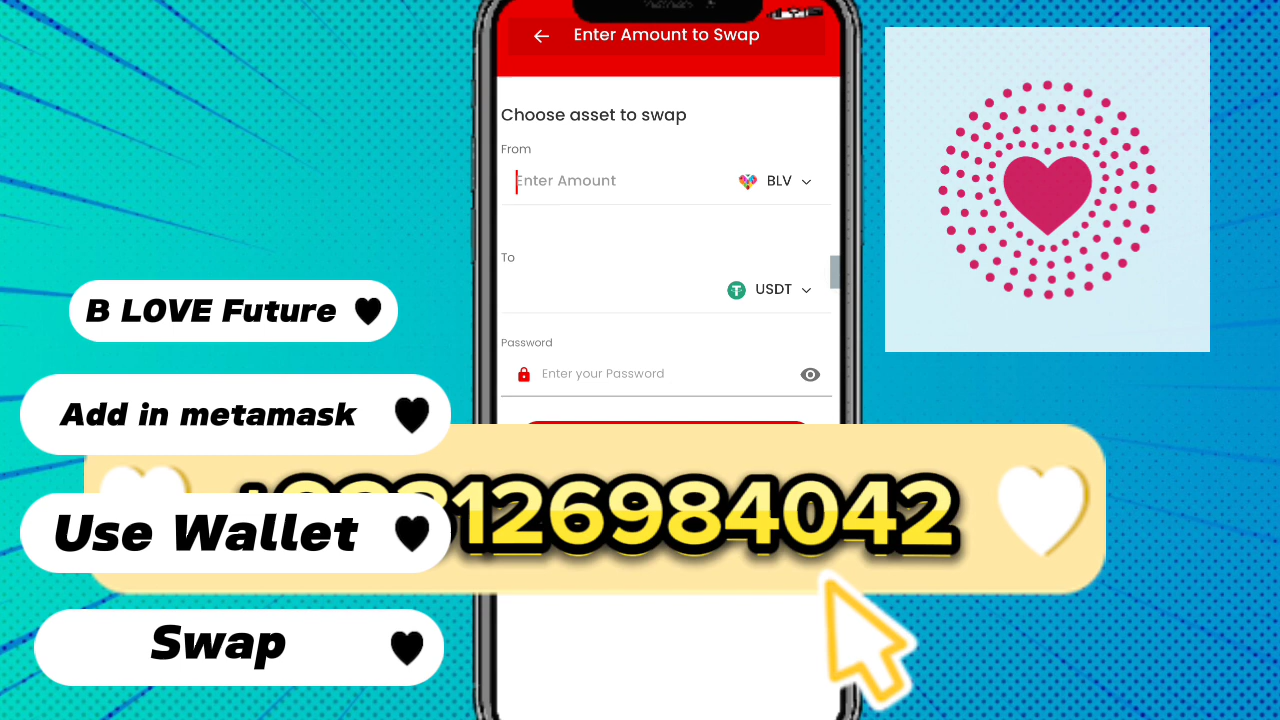 Enter Amount to Swap
Choose asset to swap
From
Enter Amount
BLV
To
USDT
Password
Enter your Password
B LOVE Future
Add in metamask
126984042
Use Wallet
Swap